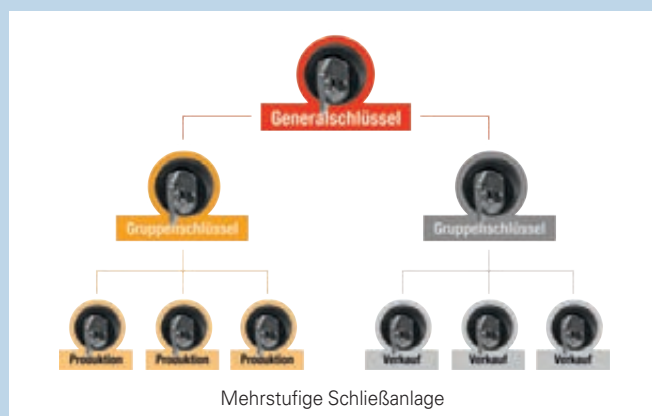 Generalschlüssel
Gruppenschlüssel Gruppenschlüssel
Produktion Produktion Produktion Verkauf Verkauf Verkauf
Mehrstufige Schließanlage